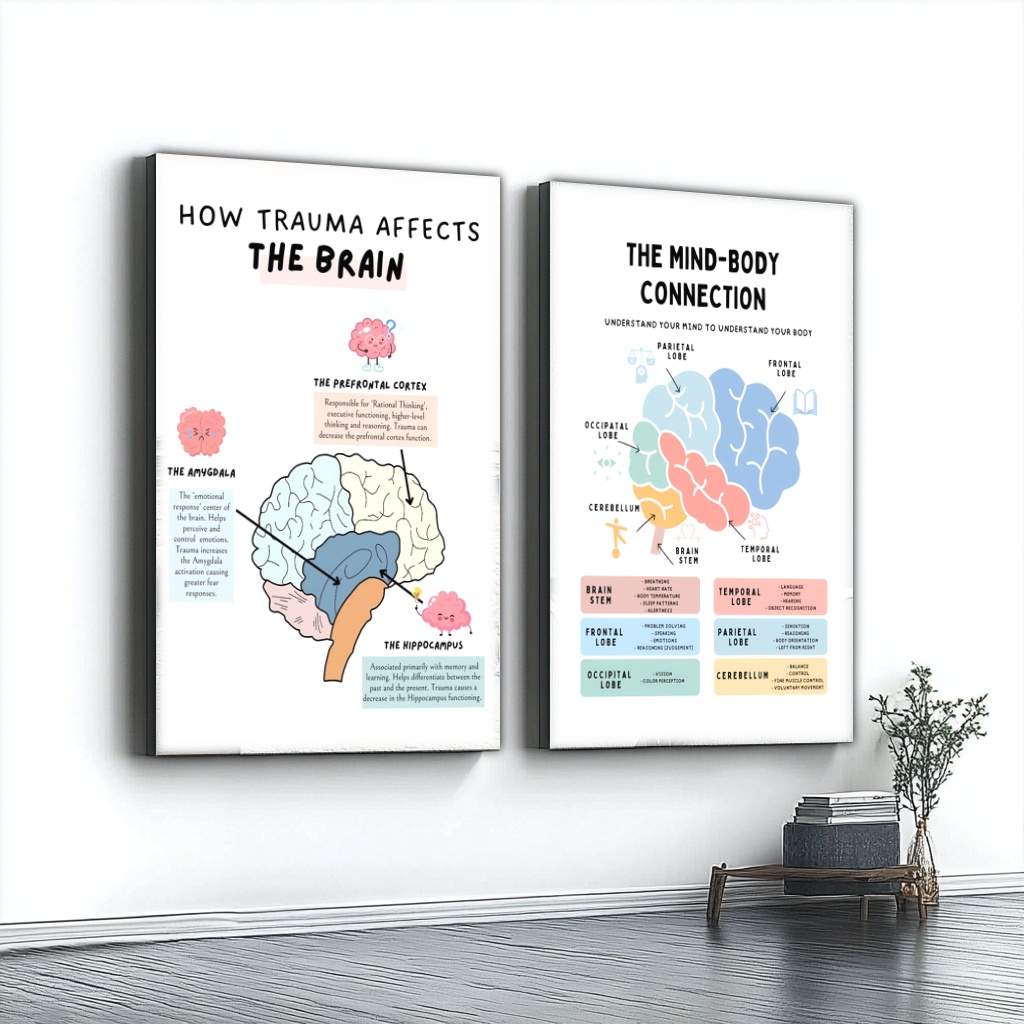 HOW TRAUMA AFFECTS
THE BRAIN
THE PREFRONTAL CORTEX
Responsible for 'Rational Thinking',
executive functioning, higher-level
thinking and reasoning. Trauma can
decrease the prefrontal cortex function.
THE AMYGDALA
The 'emotional
response' center of
the brain. Helps
perceive and
control emotions.
Trauma increases
the Amygdala
activation causing
greater fear
responses.
THE HIPPOCAMPUS
Associated primarily with memory and
learning. Helps differentiate between the
past and the present. Trauma causes a
decrease in the Hippocampus functioning.
THE MIND-BODY
CONNECTION
UNDERSTAND YOUR MIND TO UNDERSTAND YOUR BODY
PARIETAL
LOBE
FRONTAL
LOBE
OCCIPATAL
LOBE
CEREBELLUM
BRAIN
STEM
TEMPORAL
LOBE
BRAIN
STEM
- BREATHING
- HEART RATE
- BODY TEMPERATURE
- SLEEP PATTERNS
- ALERTNESS
TEMPORAL
LOBE
- LANGUAGE
- MEMORY
- HEARING
- OBJECT RECOGNITION
FRONTAL
LOBE
- PROBLEM SOLVING
- SPEAKING
- EMOTIONS
- REASONING (JUDGEMENT)
PARIETAL
LOBE
- SENSATION
- REASONING
- BODY ORIENTATION
- LEFT FROM RIGHT
OCCIPITAL
LOBE
- VISION
- COLOR PERCEPTION
CEREBELLUM
- BALANCE
- CONTROL
- FINE MUSCLE CONTROL
- VOLUNTARY MOVEMENT